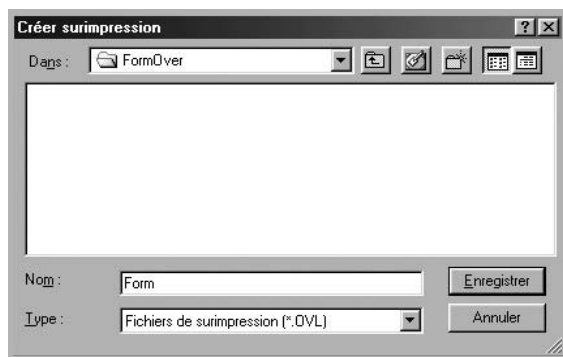 Créer surimpression
Dans : FormOver
Nom : Form Enregistrer
Type : Fichiers de surimpression (*.OVL) Annuler